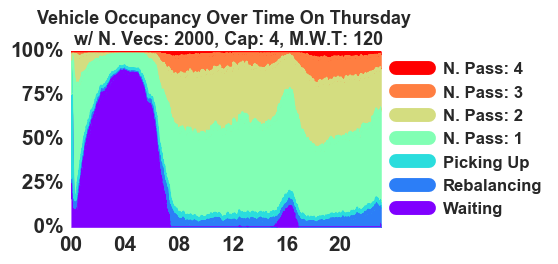 Vehicle Occupancy Over Time On Thursday
w/ N. Vecs: 2000, Cap: 4, M.W.T: 120
100%
75%
50%
25%
0%
00 04 08 12 16 20
N. Pass: 4
N. Pass: 3
N. Pass: 2
N. Pass: 1
Picking Up
Rebalancing
Waiting